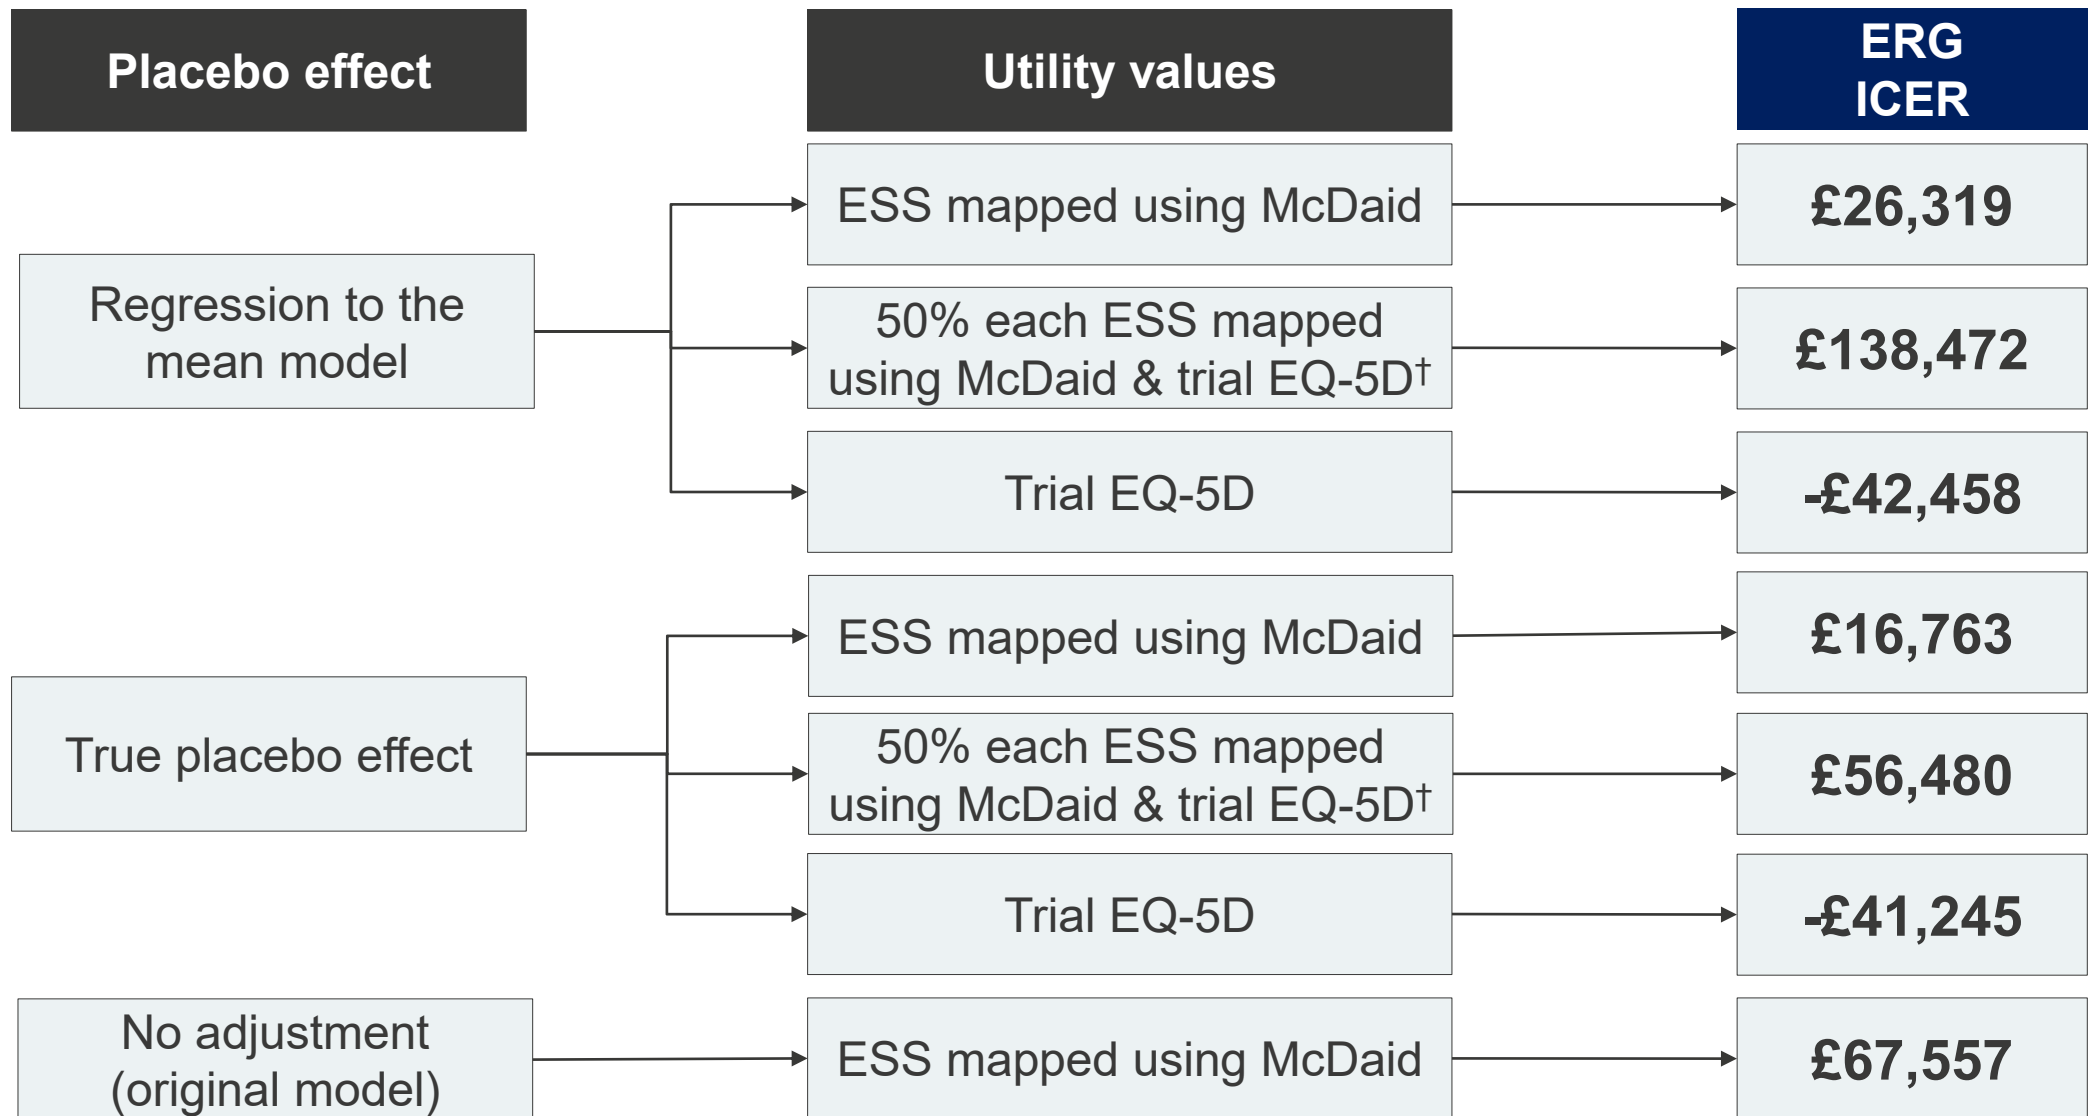 Placebo effect
Utility values
ERG
ICER
Regression to the
mean model
ESS mapped using McDaid
£26,319
50% each ESS mapped
using McDaid & trial EQ-5D†
£138,472
Trial EQ-5D
-£42,458
True placebo effect
ESS mapped using McDaid
£16,763
50% each ESS mapped
using McDaid & trial EQ-5D†
£56,480
Trial EQ-5D
-£41,245
No adjustment
(original model)
ESS mapped using McDaid
£67,557